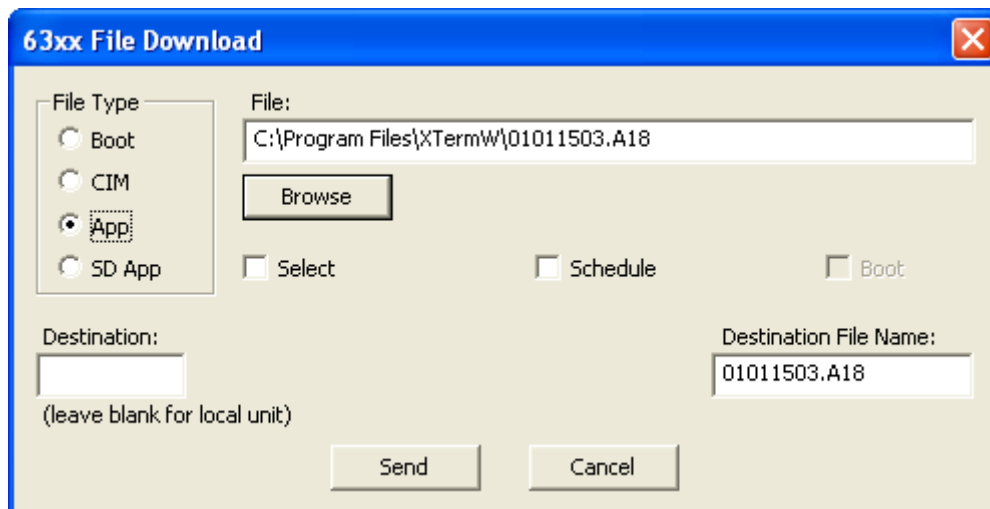 63xx File Download
File Type
File:
Boot
C:\Program Files\XTermW\01011503.A18
CIM
Browse
App
SD App
Select
Schedule
Boot
Destination:
Destination File Name:
01011503.A18
(leave blank for local unit)
Send
Cancel